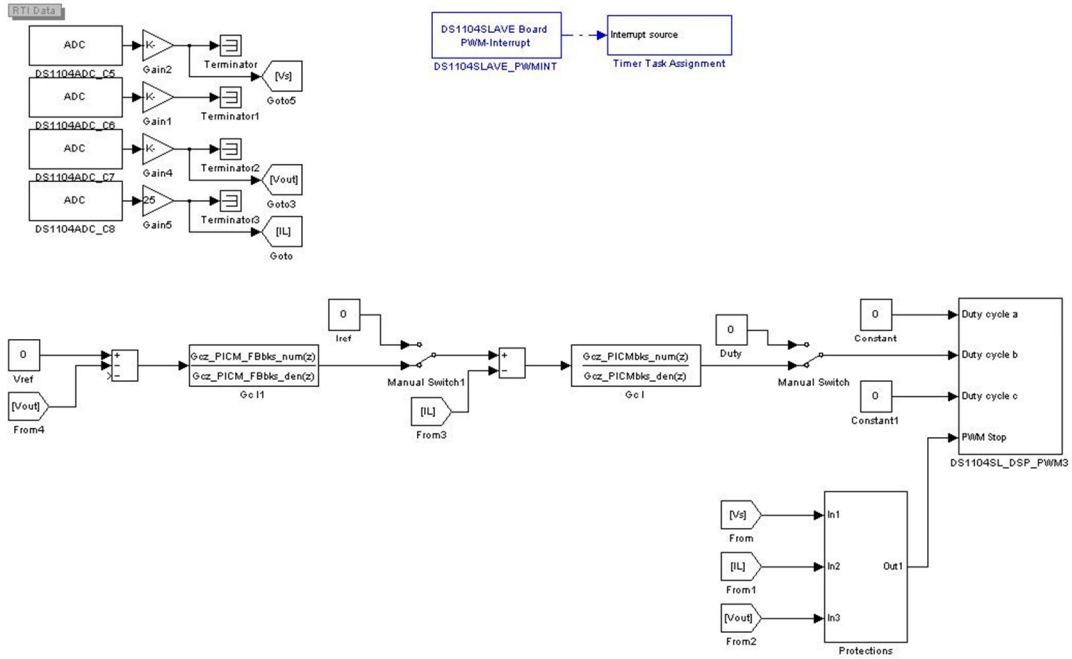 RTI Data
ADC
DS1104ADC_C5
K-
Gain2
Terminator
[Vs]
Goto5
ADC
DS1104ADC_C6
K-
Gain1
Terminator1
ADC
DS1104ADC_C7
K-
Gain4
Terminator2
[Vout]
Goto3
ADC
DS1104ADC_C8
25
Gain5
Terminator3
[IL]
Goto
DS1104SLAVE Board
PWM-Interrupt
DS1104SLAVE_PWMINT
Interrupt source
Timer Task Assignment
0
Vref
[Vout]
From4
+
−
−
Gcz_PICM_FBbks_num(z)
Gcz_PICM_FBbks_den(z)
Gc I1
0
Iref
Manual Switch1
[IL]
From3
+
−
Gcz_PICMbks_num(z)
Gcz_PICMbks_den(z)
Gc I
0
Duty
Manual Switch
0
Constant
0
Constant1
Duty cycle a
Duty cycle b
Duty cycle c
PWM Stop
DS1104SL_DSP_PWM3
[Vs]
From
[IL]
From1
[Vout]
From2
In1
In2
In3
Out1
Protections